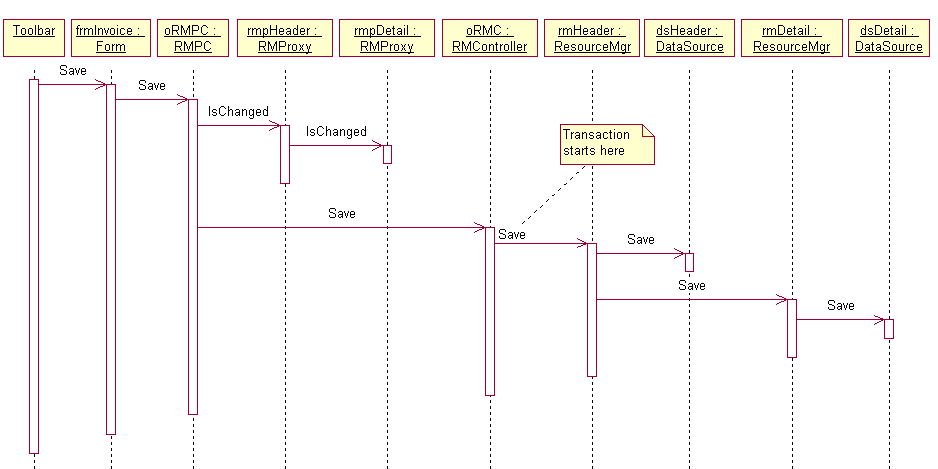 Toolbar
frmInvoice :
Form
oRMPC :
RMPC
rmpHeader :
RMProxy
rmpDetail :
RMProxy
oRMC :
RMController
rmHeader :
ResourceMgr
dsHeader :
DataSource
rmDetail :
ResourceMgr
dsDetail :
DataSource
Save
Save
IsChanged
IsChanged
Transaction
starts here
Save
Save
Save
Save
Save